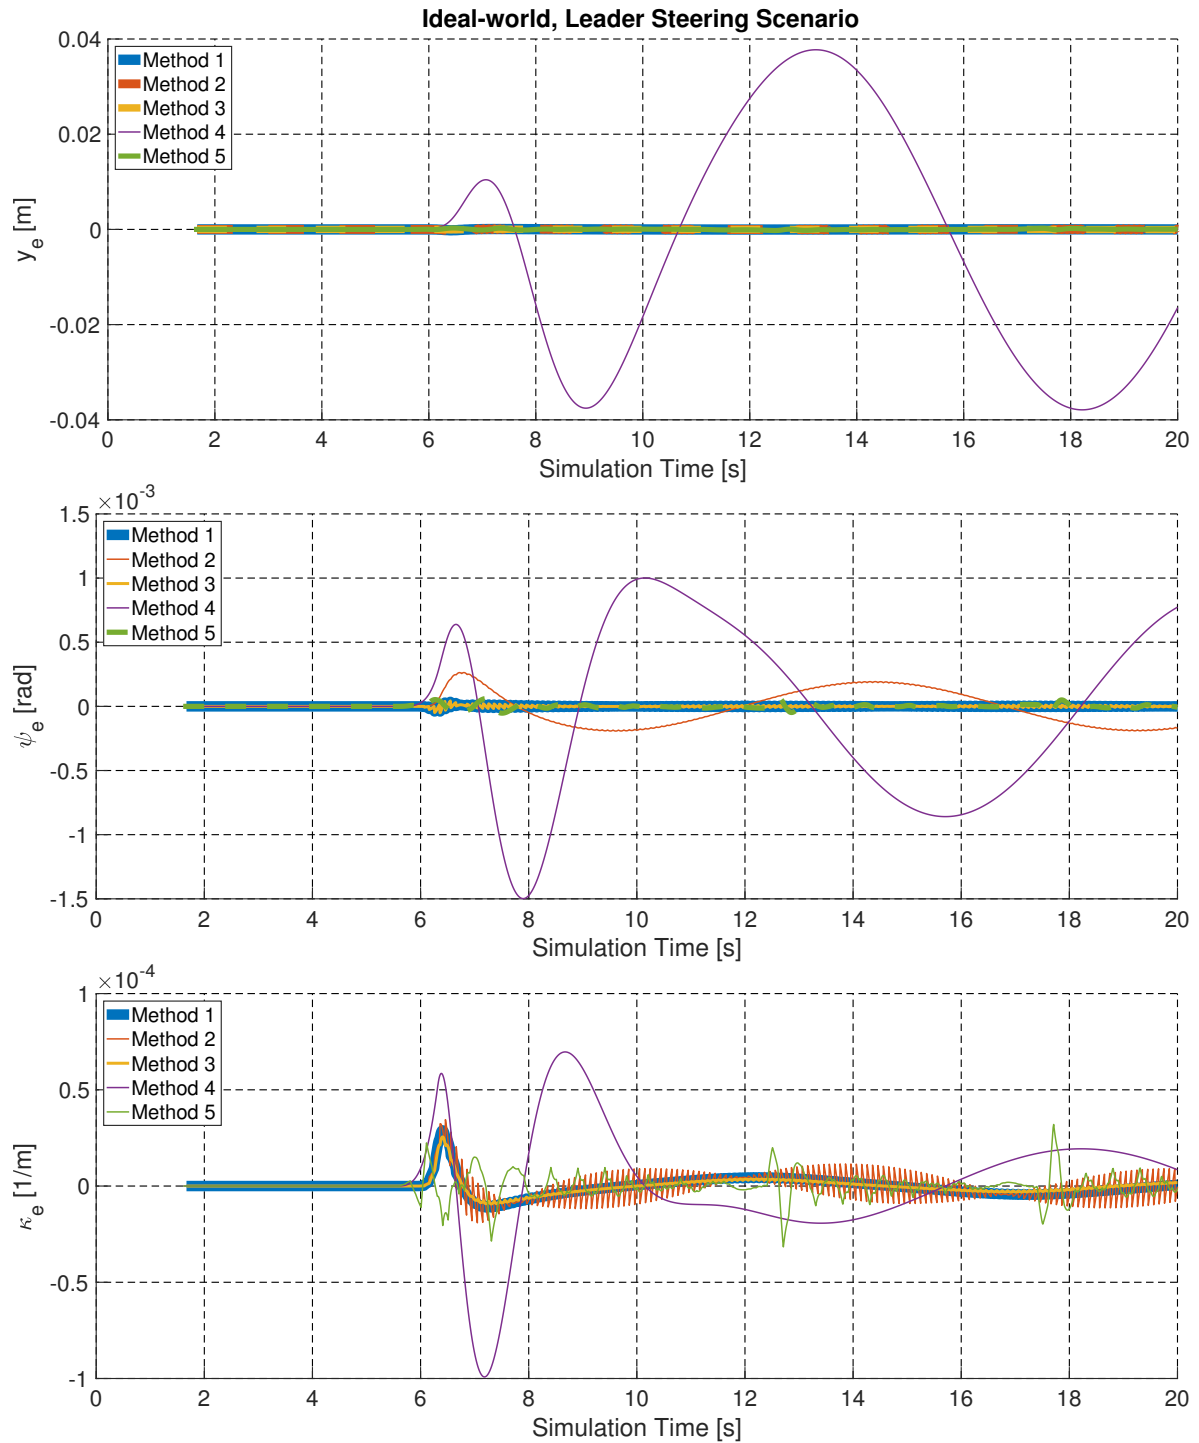 Ideal-world, Leader Steering Scenario
0.04
0.02
0
-0.02
-0.04
y_e [m]
Method 1
Method 2
Method 3
Method 4
Method 5
0 2 4 6 8 10 12 14 16 18 20
Simulation Time [s]
×10^-3
1.5
1
0.5
0
-0.5
-1
-1.5
ψ_e [rad]
Method 1
Method 2
Method 3
Method 4
Method 5
0 2 4 6 8 10 12 14 16 18 20
Simulation Time [s]
×10^-4
1
0.5
0
-0.5
-1
κ_e [1/m]
Method 1
Method 2
Method 3
Method 4
Method 5
0 2 4 6 8 10 12 14 16 18 20
Simulation Time [s]